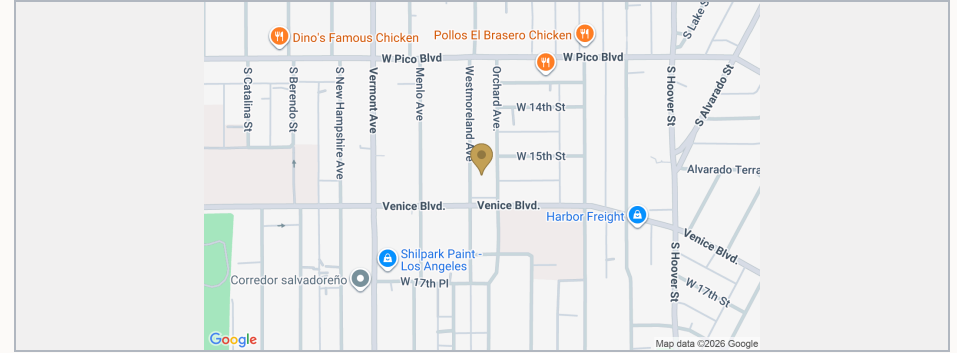 S Lake S
Dino's Famous Chicken
Pollos El Brasero Chicken
W Pico Blvd
W Pico Blvd
S Catalina St
S Berendo St
S New Hampshire Ave
Vermont Ave
Menlo Ave
Westmoreland Ave
Orchard Ave.
S Hoover St
S Alvarado St
W 14th St
W 15th St
Alvarado Terra
Venice Blvd.
Venice Blvd.
Harbor Freight
Venice Blvd.
Shilpark Paint -
Los Angeles
Corredor salvadoreño
W 17th Pl
S Hoover St
W 17th St
Google
Map data ©2026 Google